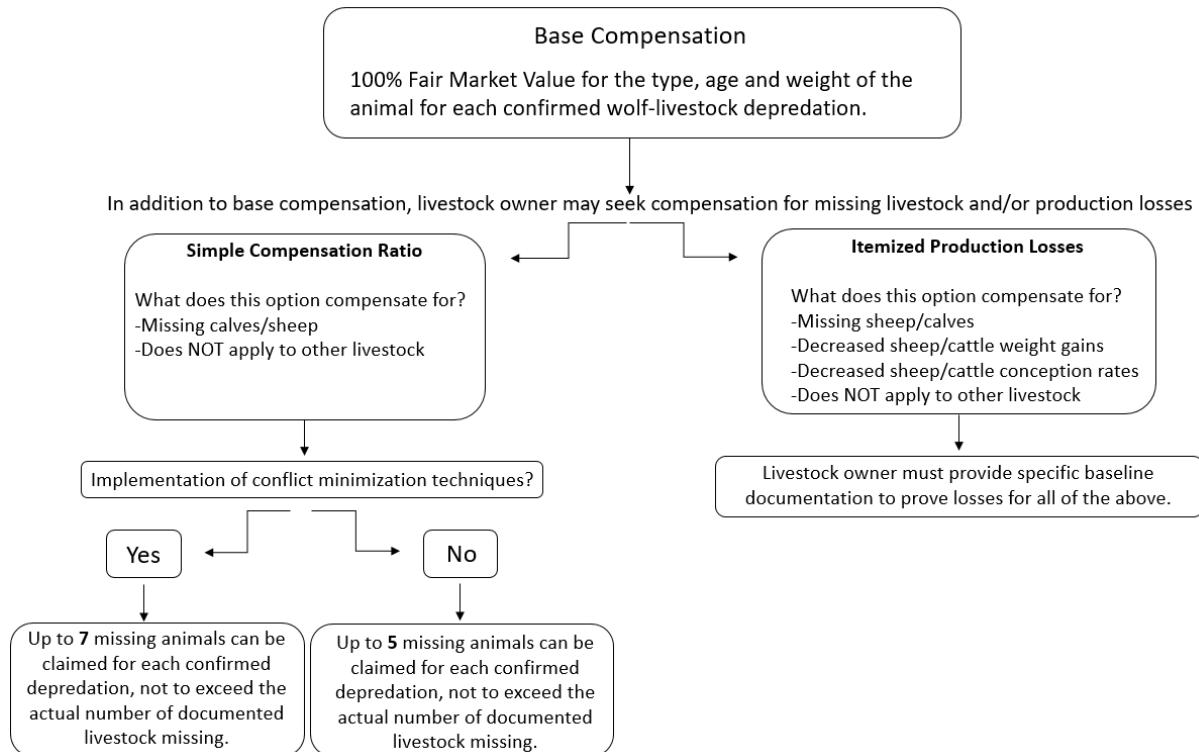 Base Compensation
100% Fair Market Value for the type, age and weight of the
animal for each confirmed wolf-livestock depredation.
In addition to base compensation, livestock owner may seek compensation for missing livestock and/or production losses
Simple Compensation Ratio
What does this option compensate for?
-Missing calves/sheep
-Does NOT apply to other livestock
Itemized Production Losses
What does this option compensate for?
-Missing sheep/calves
-Decreased sheep/cattle weight gains
-Decreased sheep/cattle conception rates
-Does NOT apply to other livestock
Implementation of conflict minimization techniques?
Livestock owner must provide specific baseline
documentation to prove losses for all of the above.
Yes
No
Up to 7 missing animals can be
claimed for each confirmed
depredation, not to exceed the
actual number of documented
livestock missing.
Up to 5 missing animals can be
claimed for each confirmed
depredation, not to exceed the
actual number of documented
livestock missing.